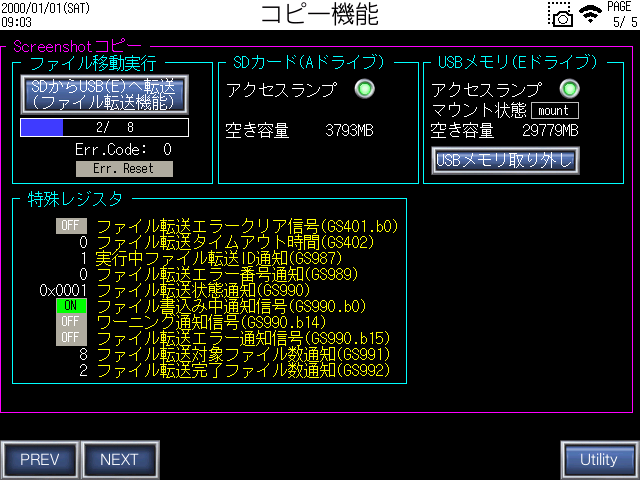 2000/01/01(SAT)
09:03
コピー機能
PAGE
5/ 5
Screenshotコピー
ファイル移動実行
SDからUSB(E)へ転送
(ファイル転送機能)
2/ 8
Err.Code: 0
Err. Reset
SDカード(Aドライブ)
アクセスランプ
空き容量 3793MB
USBメモリ(Eドライブ)
アクセスランプ
マウント状態 mount
空き容量 29779MB
USBメモリ取り外し
特殊レジスタ
OFF ファイル転送エラークリア信号(GS401.b0)
0 ファイル転送タイムアウト時間(GS402)
1 実行中ファイル転送ID通知(GS987)
0 ファイル転送エラー番号通知(GS989)
0x0001 ファイル転送状態通知(GS990)
ON ファイル書込み中通知信号(GS990.b0)
OFF ワーニング通知信号(GS990.b14)
OFF ファイル転送エラー通知信号(GS990.b15)
8 ファイル転送対象ファイル数通知(GS991)
2 ファイル転送完了ファイル数通知(GS992)
PREV
NEXT
Utility